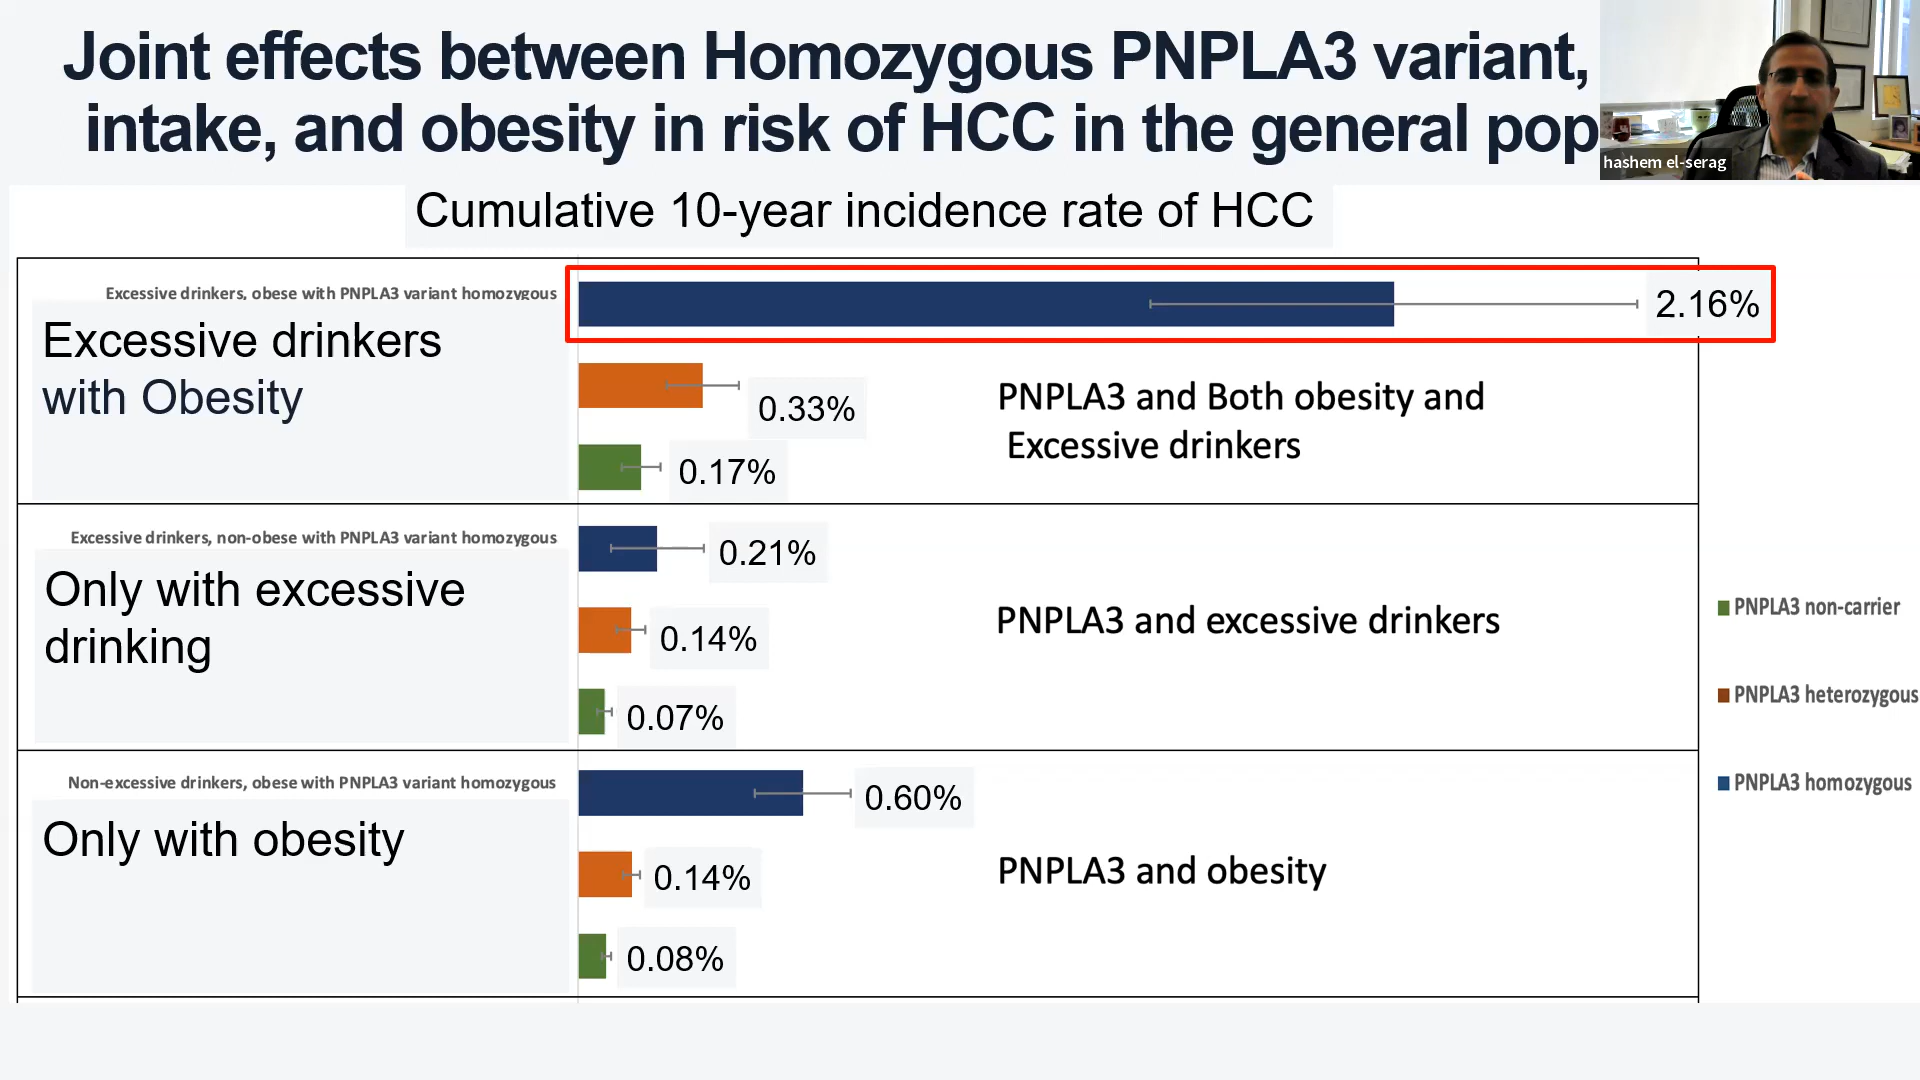 Joint effects between Homozygous PNPLA3 variant,
intake, and obesity in risk of HCC in the general pop
hashem el-serag
Cumulative 10-year incidence rate of HCC
Excessive drinkers, obese with PNPLA3 variant homozygous
2.16%
Excessive drinkers
with Obesity
0.33%
PNPLA3 and Both obesity and
Excessive drinkers
0.17%
Excessive drinkers, non-obese with PNPLA3 variant homozygous
0.21%
Only with excessive
drinking
0.14%
PNPLA3 and excessive drinkers
0.07%
Non-excessive drinkers, obese with PNPLA3 variant homozygous
0.60%
Only with obesity
0.14%
PNPLA3 and obesity
0.08%
PNPLA3 non-carrier
PNPLA3 heterozygous
PNPLA3 homozygous